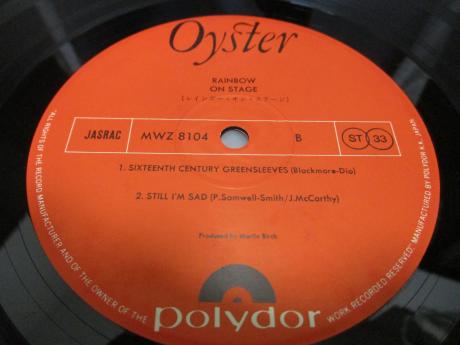 Oyster
RAINBOW
ON STAGE
[レインボー・オン・ステージ]
JASRAC MWZ 8104 B ST 33
1. SIXTEENTH CENTURY GREENSLEEVES (Blackmore-Dio)
2. STILL I'M SAD (P.Samwell-Smith/J.McCarthy)
Produced by Martin Birch
polydor
"ALL RIGHTS OF THE RECORD MANUFACTURER AND OF THE OWNER OF THE WORK RECORDED RESERVED." MANUFACTURED BY POLYDOR K.K. JAPAN.